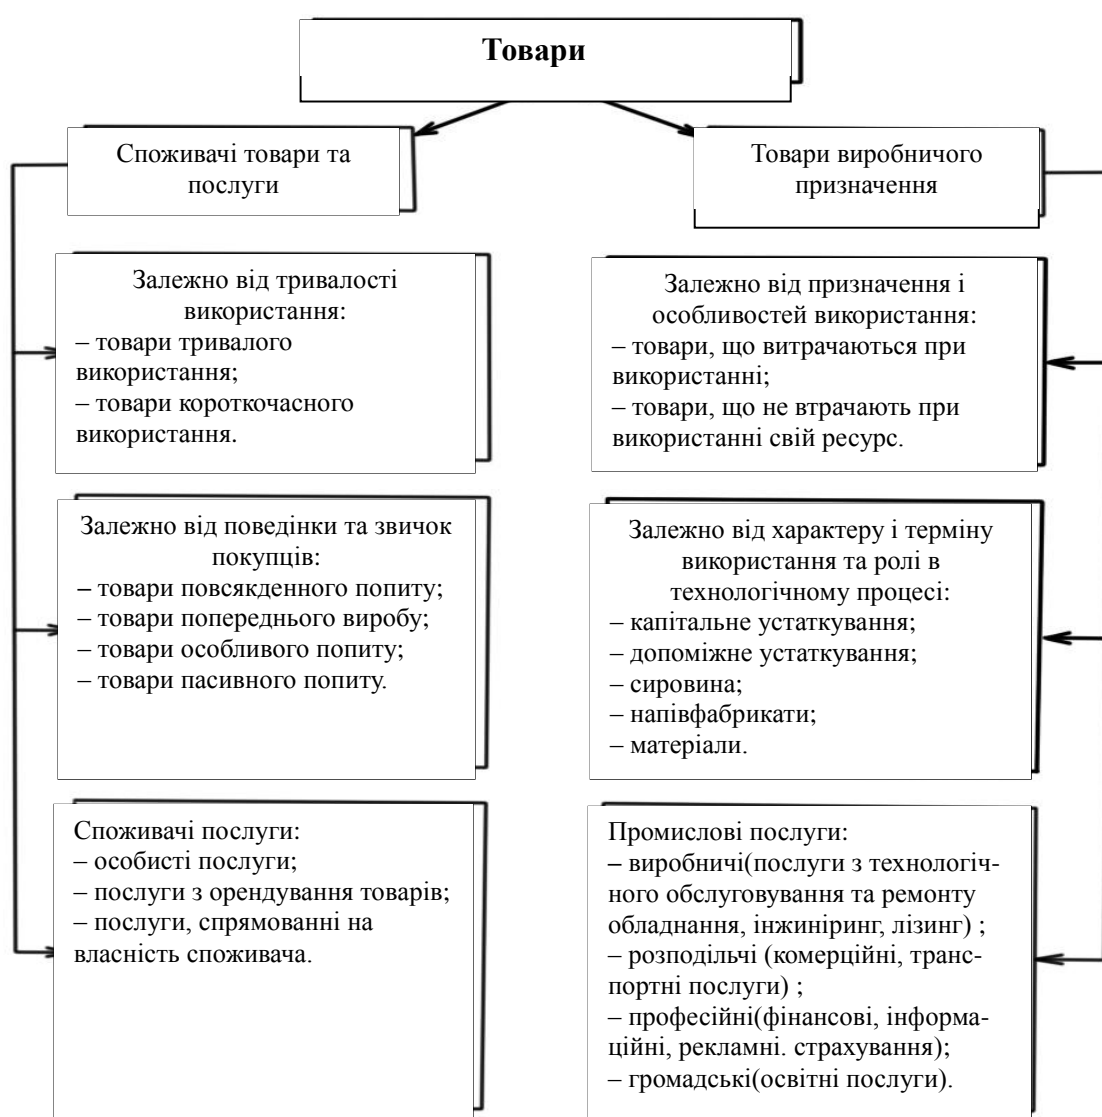 Товари
Споживачі товари та
послуги
Товари виробничого
призначення
Залежно від тривалості
використання:
– товари тривалого
використання;
– товари короткочасного
використання.
Залежно від призначення і
особливостей використання:
– товари, що витрачаються при
використанні;
– товари, що не втрачають при
використанні свій ресурс.
Залежно від поведінки та звичок
покупців:
– товари повсякденного попиту;
– товари попереднього виробу;
– товари особливого попиту;
– товари пасивного попиту.
Залежно від характеру і терміну
використання та ролі в
технологічному процесі:
– капітальне устаткування;
– допоміжне устаткування;
– сировина;
– напівфабрикати;
– матеріали.
Споживачі послуги:
– особисті послуги;
– послуги з орендування товарів;
– послуги, спрямованні на
власність споживача.
Промислові послуги:
– виробничі(послуги з технологіч-
ного обслуговування та ремонту
обладнання, інжиніринг, лізинг) ;
– розподільчі (комерційні, транс-
портні послуги) ;
– професійні(фінансові, інформа-
ційні, рекламні. страхування);
– громадські(освітні послуги).